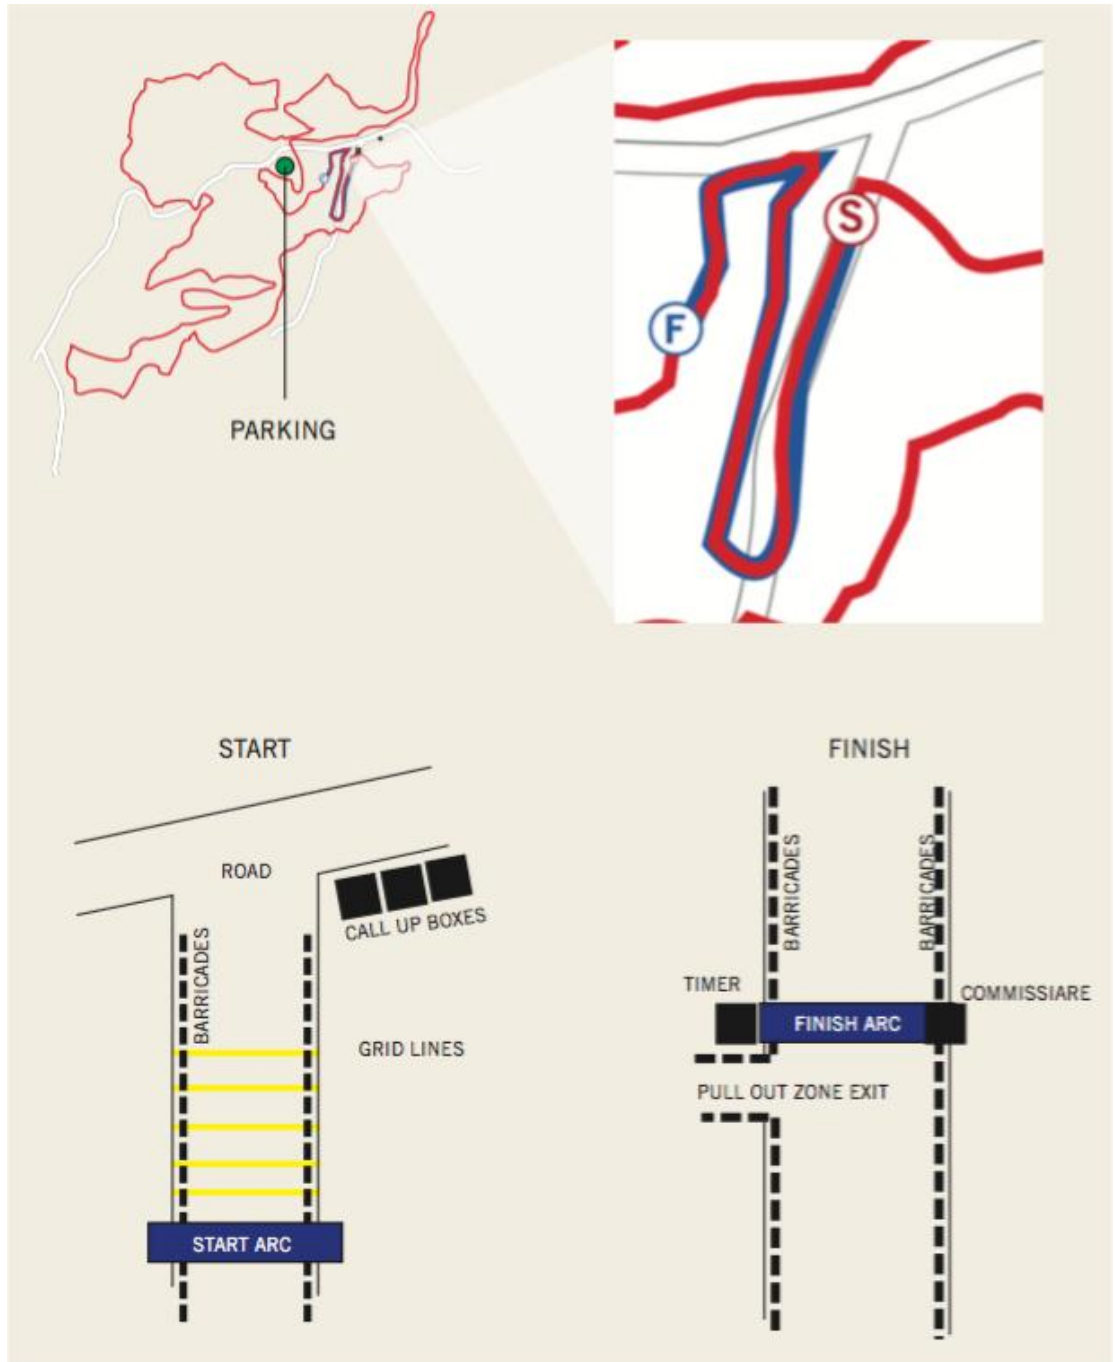 PARKING
S
F
START
ROAD
CALL UP BOXES
BARRICADES
GRID LINES
START ARC
FINISH
BARRICADES
BARRICADES
TIMER
FINISH ARC
COMMISSIARE
PULL OUT ZONE EXIT